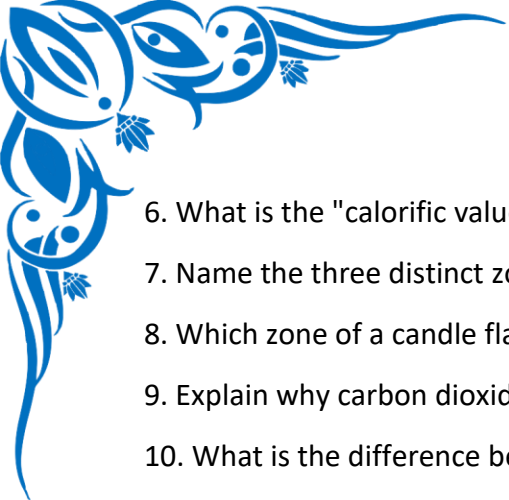 6. What is the "calorific valu
7. Name the three distinct zo
8. Which zone of a candle fla
9. Explain why carbon dioxid
10. What is the difference be